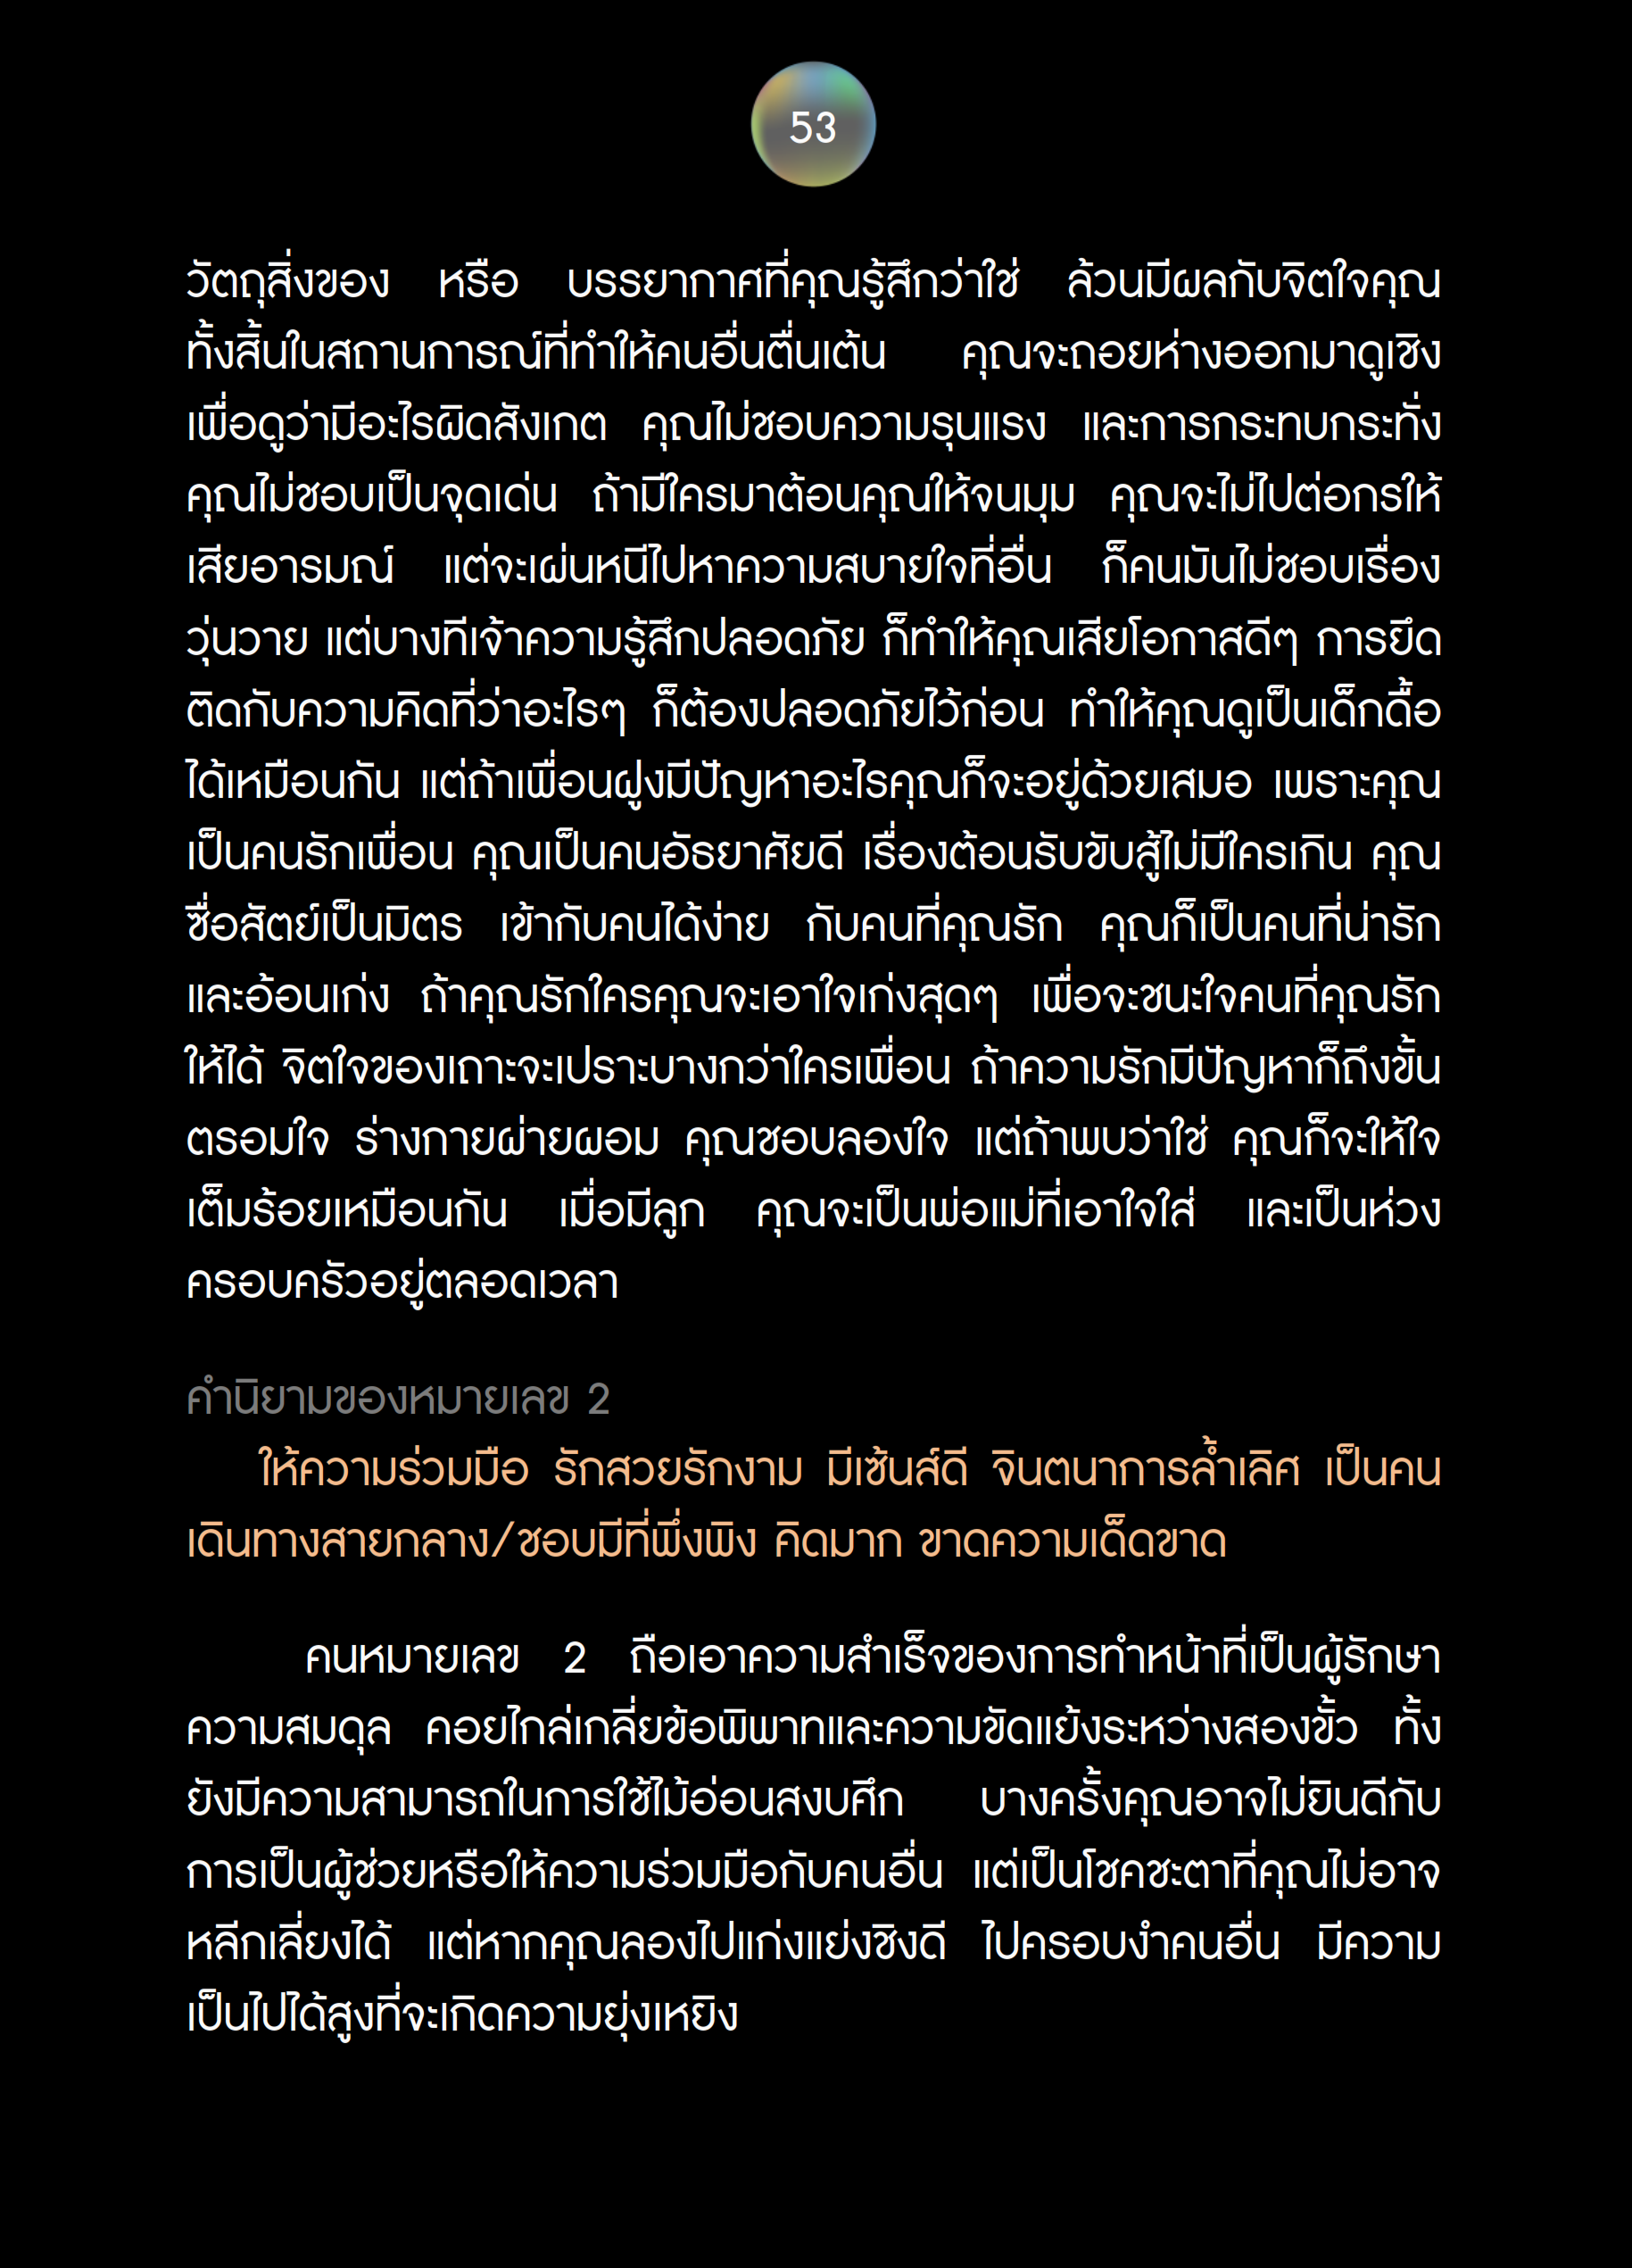 53
วัตถุสิ่งของ หรือ บรรยากาศที่คุณรู้สึกว่าใช่ ล้วนมีผลกับจิตใจคุณ
ทั้งสิ้นในสถานการณ์ที่ทำให้คนอื่นตื่นเต้น คุณจะถอยห่างออกมาดูเชิง
เพื่อดูว่ามีอะไรผิดสังเกต คุณไม่ชอบความรุนแรง และการกระทบกระทั่ง
คุณไม่ชอบเป็นจุดเด่น ถ้ามีใครมาต้อนคุณให้จนมุม คุณจะไม่ไปต่อกรให้
เสียอารมณ์ แต่จะเผ่นหนีไปหาความสบายใจที่อื่น ก็คนมันไม่ชอบเรื่อง
วุ่นวาย แต่บางทีเจ้าความรู้สึกปลอดภัย ก็ทำให้คุณเสียโอกาสดีๆ การยึด
ติดกับความคิดที่ว่าอะไรๆ ก็ต้องปลอดภัยไว้ก่อน ทำให้คุณดูเป็นเด็กดื้อ
ได้เหมือนกัน แต่ถ้าเพื่อนฝูงมีปัญหาอะไรคุณก็จะอยู่ด้วยเสมอ เพราะคุณ
เป็นคนรักเพื่อน คุณเป็นคนอัธยาศัยดี เรื่องต้อนรับขับสู้ไม่มีใครเกิน คุณ
ซื่อสัตย์เป็นมิตร เข้ากับคนได้ง่าย กับคนที่คุณรัก คุณก็เป็นคนที่น่ารัก
และอ้อนเก่ง ถ้าคุณรักใครคุณจะเอาใจเก่งสุดๆ เพื่อจะชนะใจคนที่คุณรัก
ให้ได้ จิตใจของเถาะจะเปราะบางกว่าใครเพื่อน ถ้าความรักมีปัญหาก็ถึงขั้น
ตรอมใจ ร่างกายผ่ายผอม คุณชอบลองใจ แต่ถ้าพบว่าใช่ คุณก็จะให้ใจ
เต็มร้อยเหมือนกัน เมื่อมีลูก คุณจะเป็นพ่อแม่ที่เอาใจใส่ และเป็นห่วง
ครอบครัวอยู่ตลอดเวลา
คำนิยามของหมายเลข 2
ให้ความร่วมมือ รักสวยรักงาม มีเซ้นส์ดี จินตนาการล้ำเลิศ เป็นคน
เดินทางสายกลาง/ชอบมีที่พึ่งพิง คิดมาก ขาดความเด็ดขาด
คนหมายเลข 2 ถือเอาความสำเร็จของการทำหน้าที่เป็นผู้รักษา
ความสมดุล คอยไกล่เกลี่ยข้อพิพาทและความขัดแย้งระหว่างสองขั้ว ทั้ง
ยังมีความสามารถในการใช้ไม้อ่อนสงบศึก บางครั้งคุณอาจไม่ยินดีกับ
การเป็นผู้ช่วยหรือให้ความร่วมมือกับคนอื่น แต่เป็นโชคชะตาที่คุณไม่อาจ
หลีกเลี่ยงได้ แต่หากคุณลองไปแก่งแย่งชิงดี ไปครอบงำคนอื่น มีความ
เป็นไปได้สูงที่จะเกิดความยุ่งเหยิง